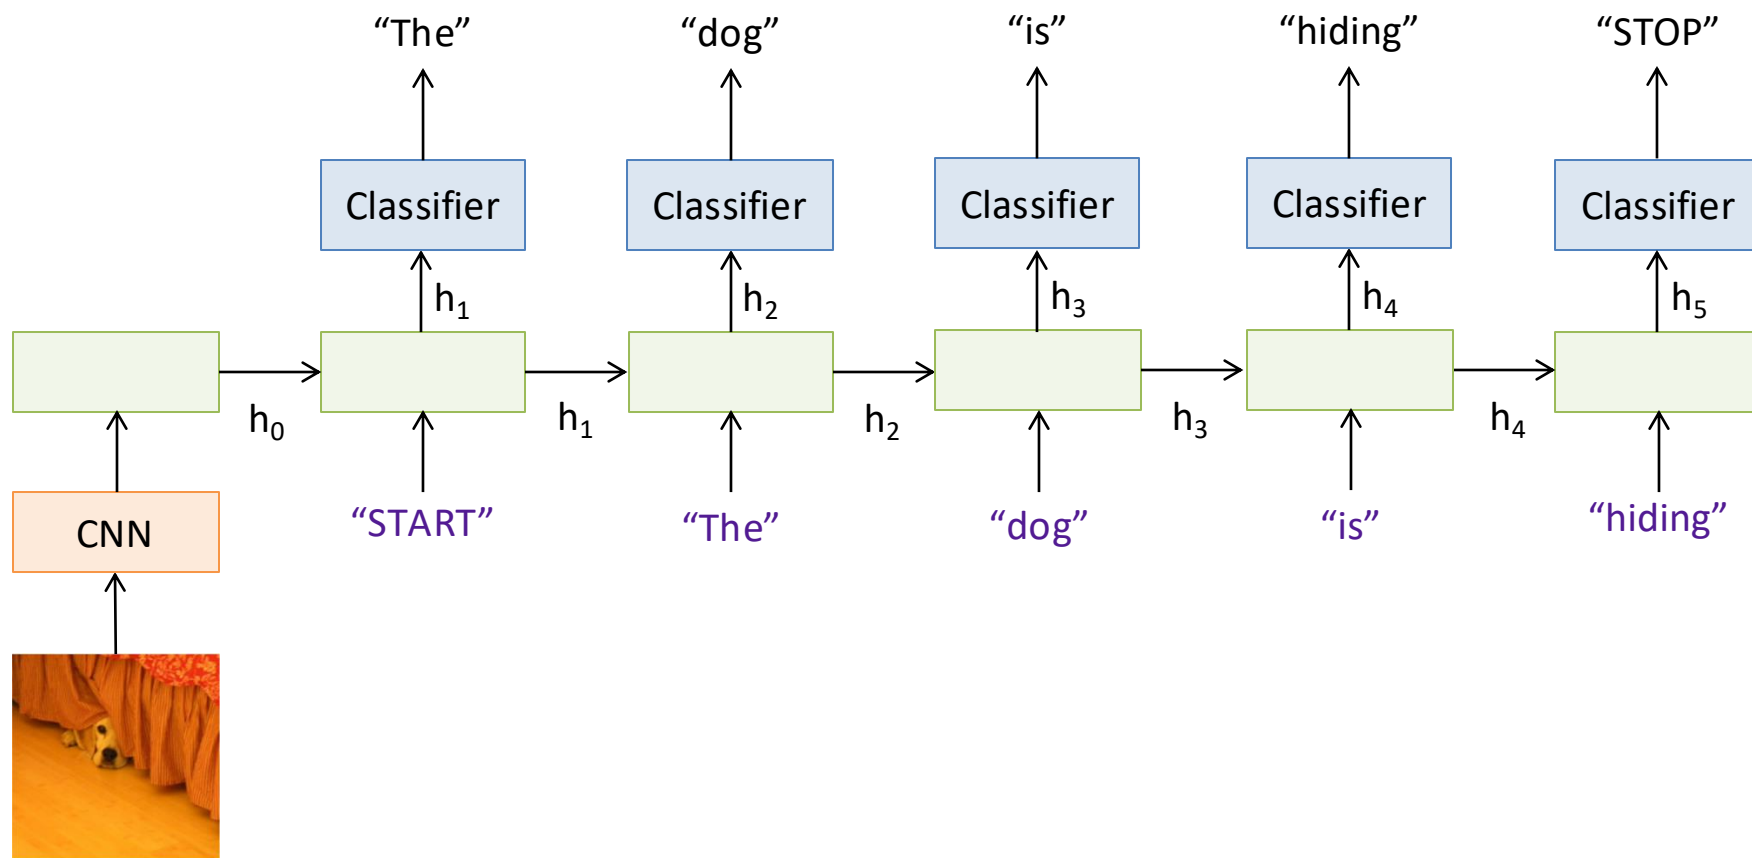 “The” “dog” “is” “hiding” “STOP”
Classifier Classifier Classifier Classifier Classifier
h₁ h₂ h₃ h₄ h₅
h₀ h₁ h₂ h₃ h₄
CNN “START” “The” “dog” “is” “hiding”